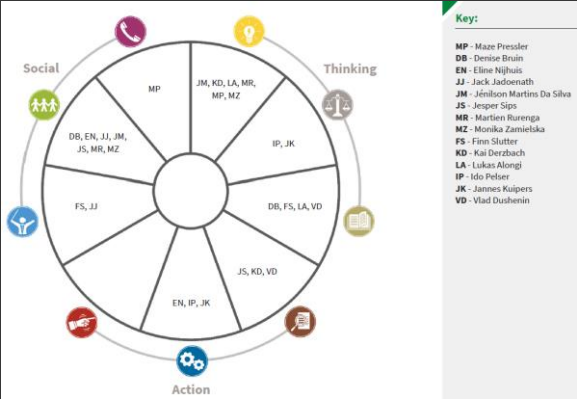 Social
Thinking
Action
MP
JM, KD, LA, MR,
MP, MZ
IP, JK
DB, FS, LA, VD
JS, KD, VD
EN, IP, JK
FS, JJ
DB, EN, JJ, JM,
JS, MR, MZ
Key:
MP - Maze Pressler
DB - Denise Bruin
EN - Eline Nijhuis
JJ - Jack Jadoenath
JM - Jénilson Martins Da Silva
JS - Jesper Sips
MR - Martien Rurenga
MZ - Monika Zamielska
FS - Finn Slutter
KD - Kai Derzbach
LA - Lukas Alongi
IP - Ido Pelser
JK - Jannes Kuipers
VD - Vlad Dushenin